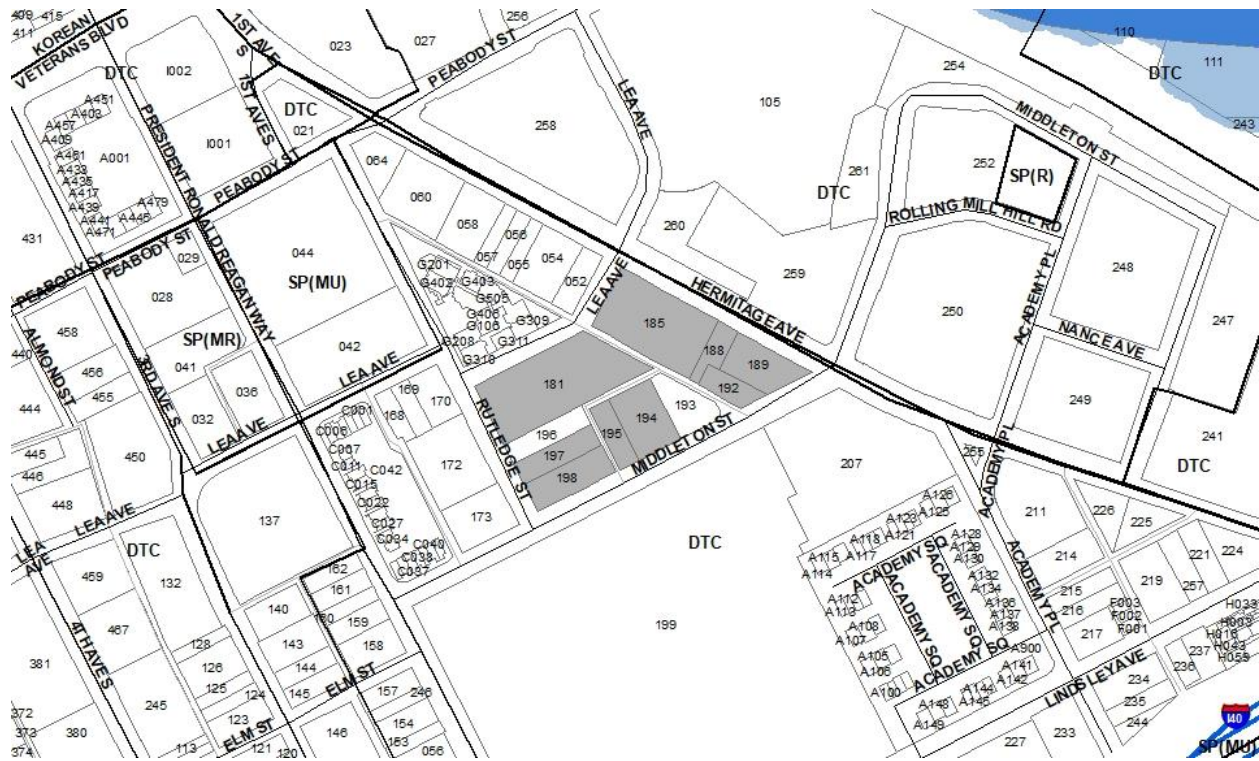 409
415
411
KOREAN
VETERANS BLVD
DTC
I002
1ST AVE
S
1ST AVE S
023
027
256
PEABODY ST
LEA AVE
254
110
111
DTC
243
A451
A403
A457
A409
A461
A433
A435
A417
A439
A441
A471
A001
A479
A445
PRESIDENT RONALD REAGAN WAY
I001
DTC
021
PEABODY ST
258
105
261
DTC
252
SP(R)
MIDDLETON ST
ROLLING MILL HILL RD
431
PEABODY ST
PEABODY ST
029
028
SP(MR)
041
036
032
LEA AVE
3RD AVE S
044
SP(MU)
042
LEA AVE
064
060
058
057
056
055
054
052
LEA AVE
G201
G402
G403
G505
G406
G106
G309
G208
G311
G310
260
259
HERMITAGE AVE
250
ACADEMY PL
248
NANCE AVE
249
247
241
DTC
458
440
ALMOND ST
456
455
444
445
446
448
450
LEA AVE
LEA
AVE
185
188
189
192
181
RUTLEDGE ST
193
194
195
196
197
198
MIDDLETON ST
169
170
168
172
173
C001
C006
C007
C011
C042
C015
C022
C027
C034
C040
C038
C037
137
DTC
459
132
467
4TH AVE S
381
372
373
374
380
245
128
126
125
124
123
113
ELM ST
121
120
140
143
144
145
162
161
160
159
158
ELM ST
157
246
154
153
056
146
DTC
199
207
255
ACADEMY PL
211
226
225
214
215
216
217
F003
F002
F001
219
257
221
224
ACADEMY PL
A126
A125
A123
A121
A118
A117
A115
A114
A112
A113
A108
A107
A105
A106
A100
A128
A129
A130
A132
A134
A136
A137
A138
A900
A141
A142
A144
A145
A148
A149
ACADEMY SQ
ACADEMY SQ
ACADEMY SQ
ACADEMY SQ
LINDSLEY AVE
H003
H016
H043
H059
237
236
234
235
244
233
227
I40
SP(MU)